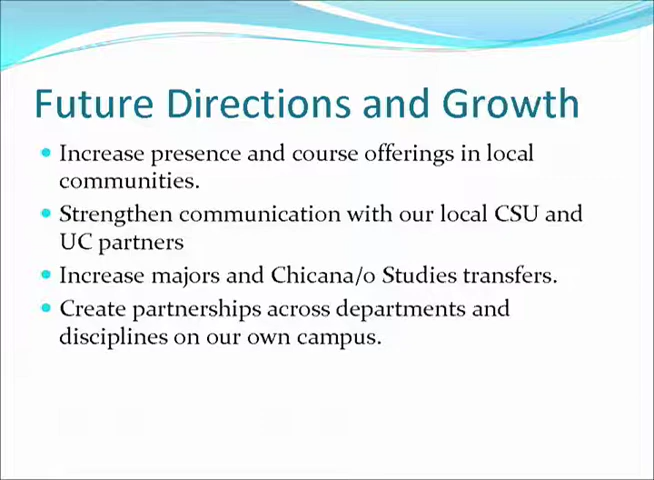 Future Directions and Growth
Increase presence and course offerings in local
communities.
Strengthen communication with our local CSU and
UC partners
Increase majors and Chicana/o Studies transfers.
Create partnerships across departments and
disciplines on our own campus.